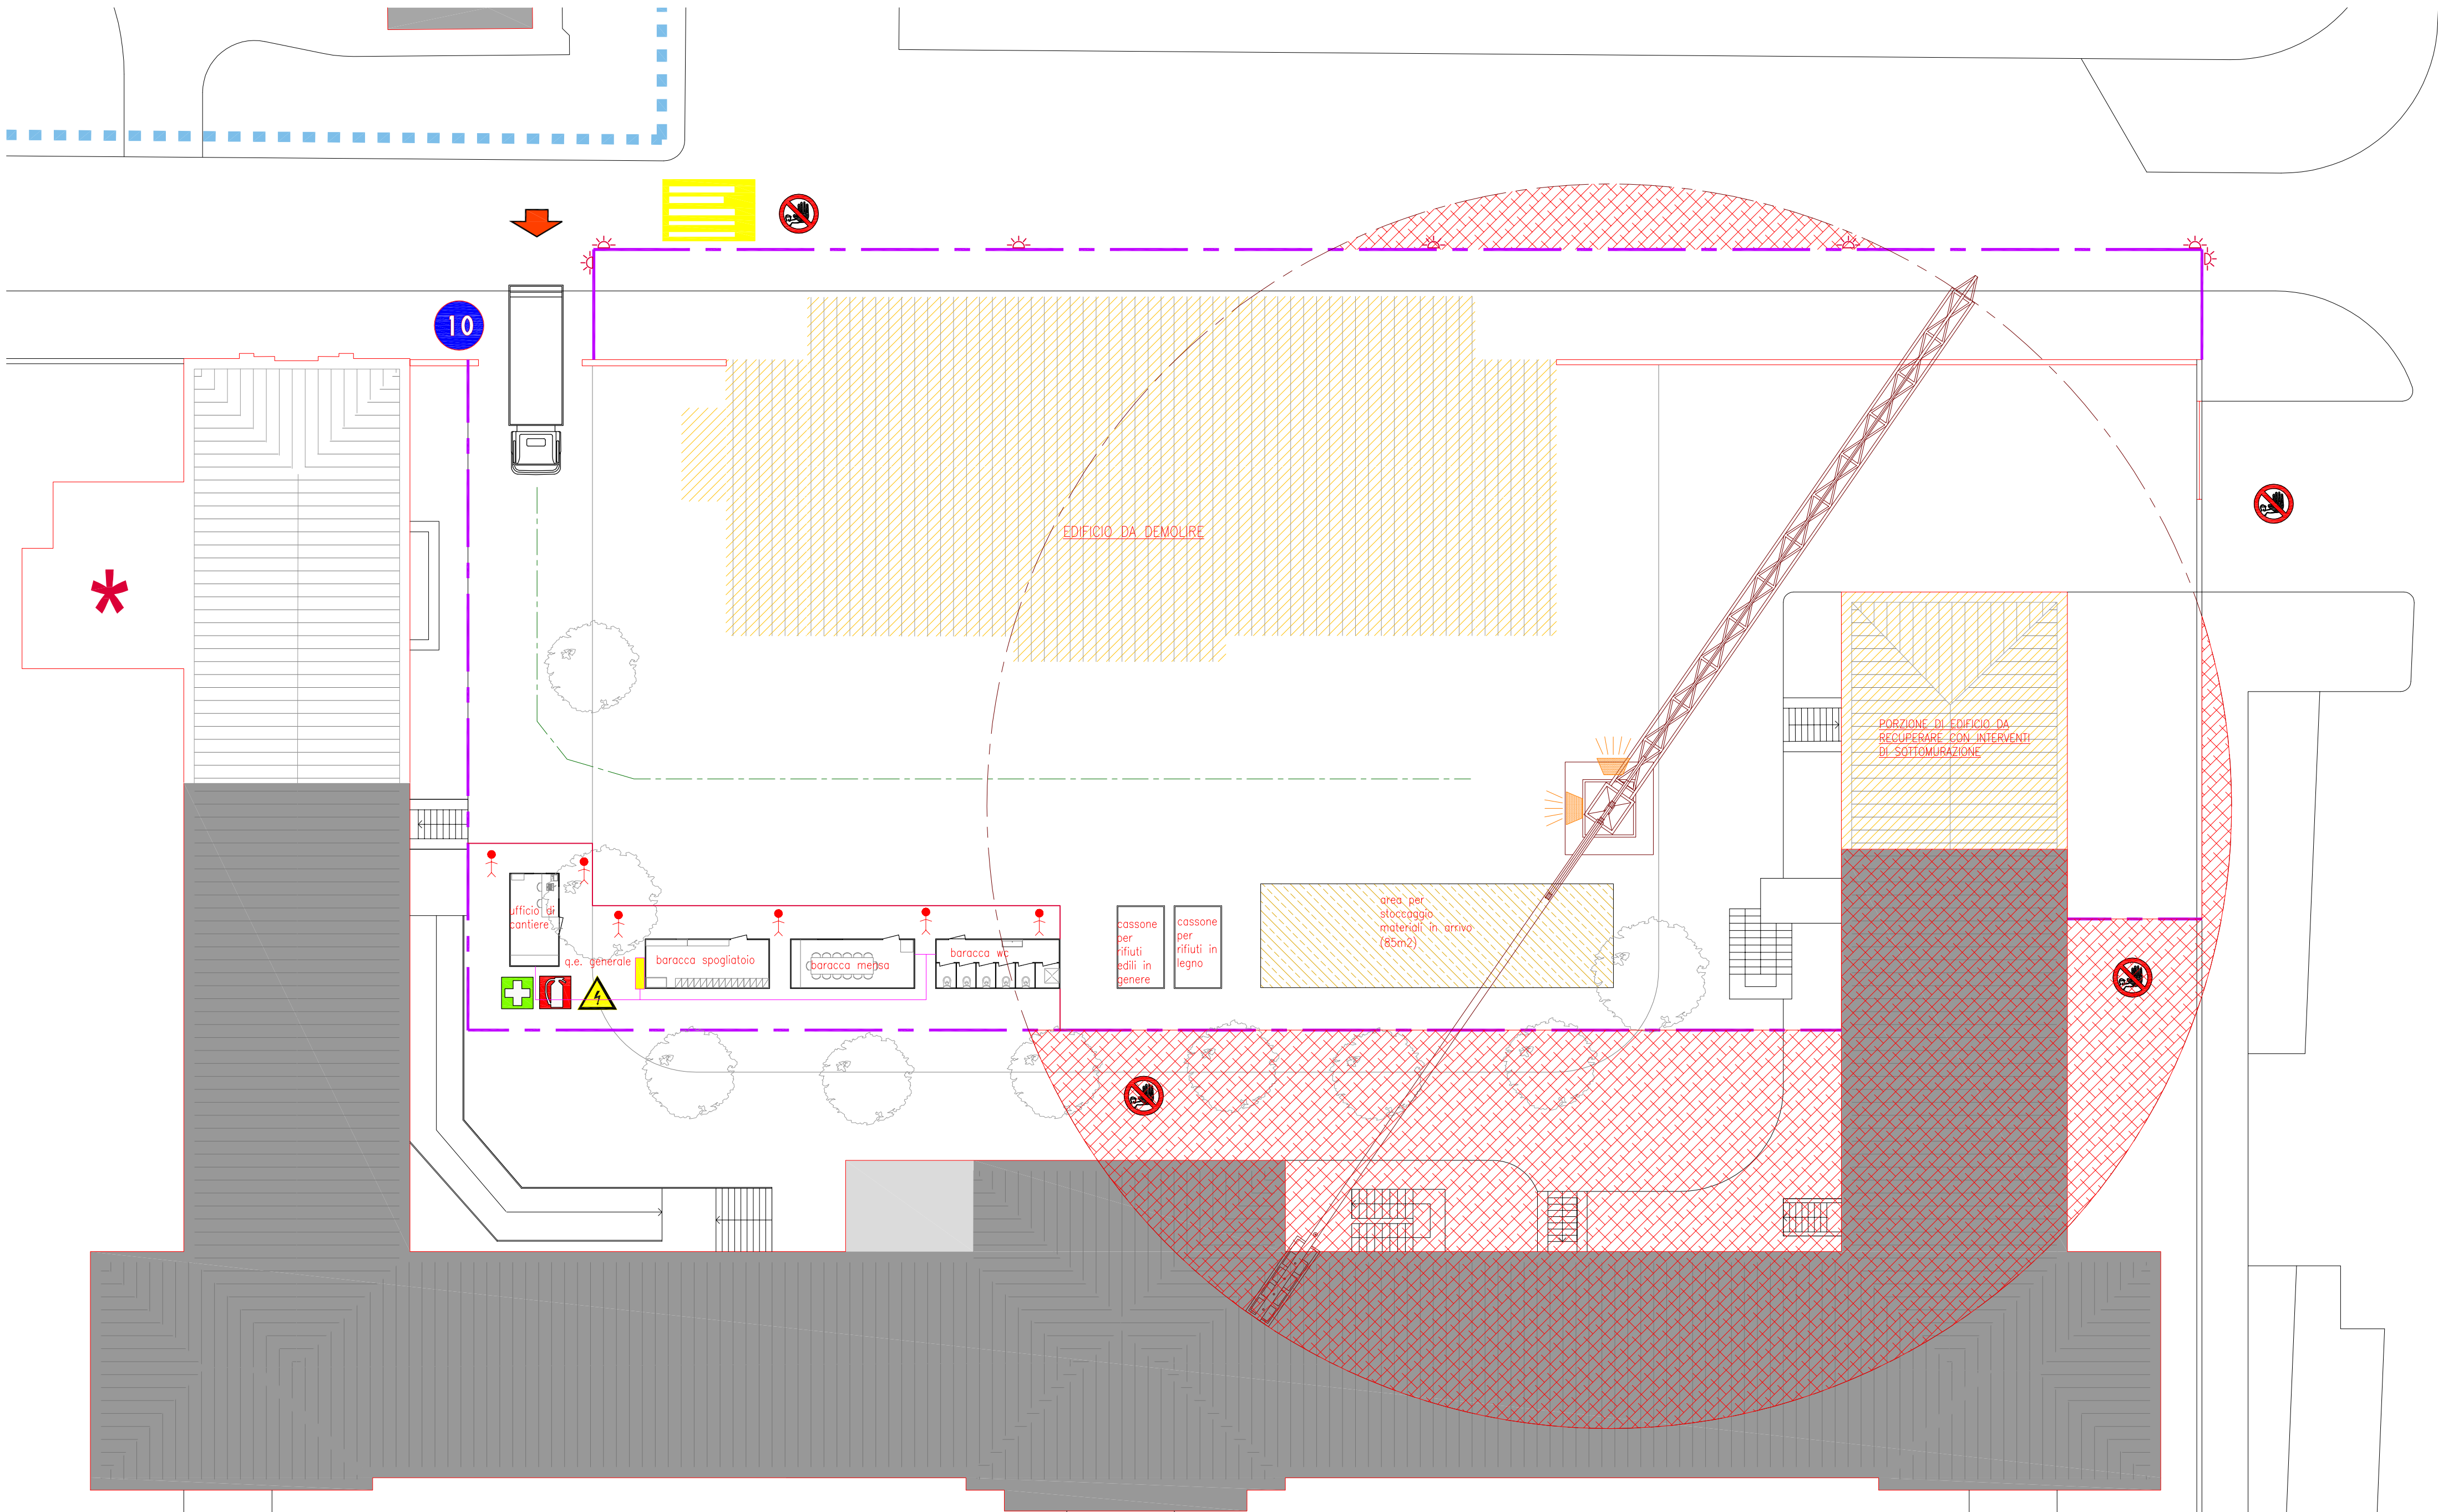 10
EDIFICIO DA DEMOLIRE
PORZIONE DI EDIFICIO DA
RECUPERARE CON INTERVENTI
DI SOTTOMURAZIONE
ufficio di
cantiere
q.e. generale
baracca spogliatoio
baracca mensa
baracca wc
cassone
per
rifiuti
edili in
genere
cassone
per
rifiuti in
legno
area per
stoccaggio
materiali in arrivo
(85m2)
*